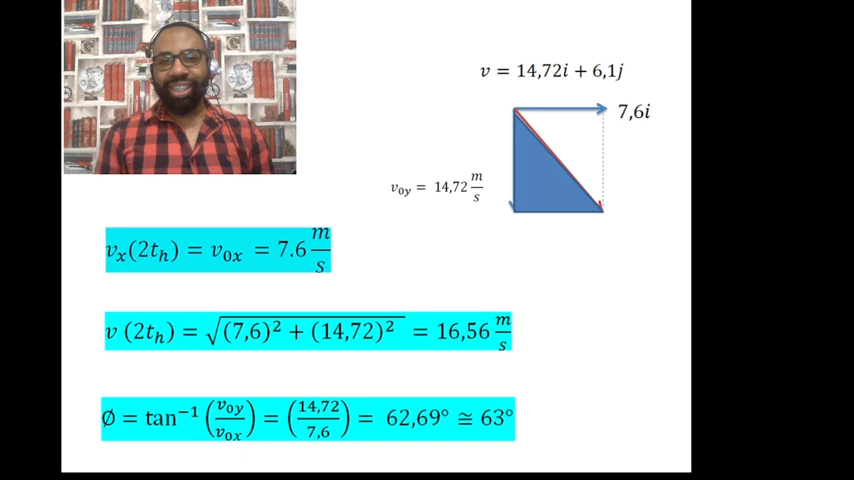 v = 14,72i + 6,1j
7,6i
v₀y = 14,72 m/s
vₓ(2tₕ) = v₀ₓ = 7.6 m/s
v (2tₕ) = √(7,6)² + (14,72)² = 16,56 m/s
∅ = tan⁻¹ (v₀y/v₀ₓ) = (14,72/7,6) = 62,69° ≅ 63°